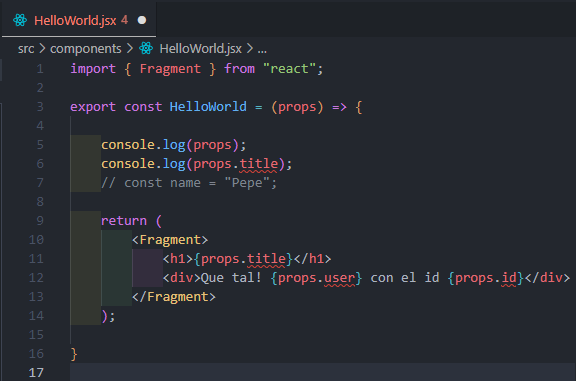 HelloWorld.jsx 4
src > components > HelloWorld.jsx > ...
1 import { Fragment } from "react";
2
3 export const HelloWorld = (props) => {
4
5 console.log(props);
6 console.log(props.title);
7 // const name = "Pepe";
8
9 return (
10 <Fragment>
11 <h1>{props.title}</h1>
12 <div>Que tal! {props.user} con el id {props.id}</div>
13 </Fragment>
14 );
15
16 }
17